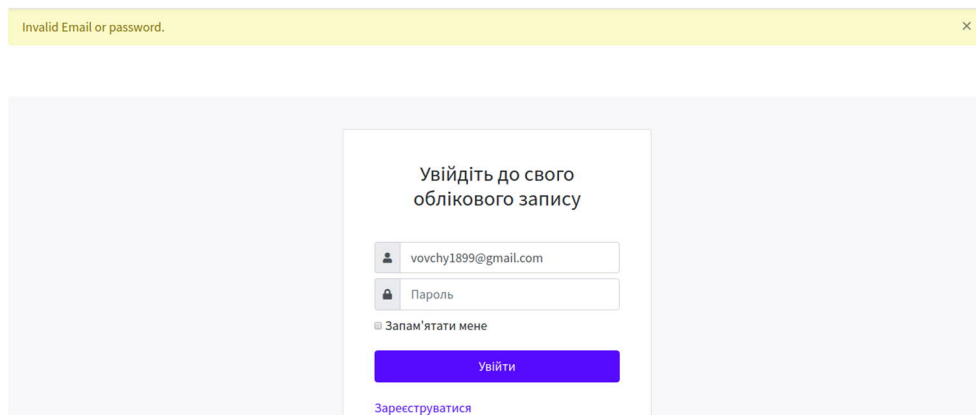 Invalid Email or password.
×
Увійдіть до свого
облікового запису
vovchy1899@gmail.com
Пароль
Запам'ятати мене
Увійти
Зареєструватися